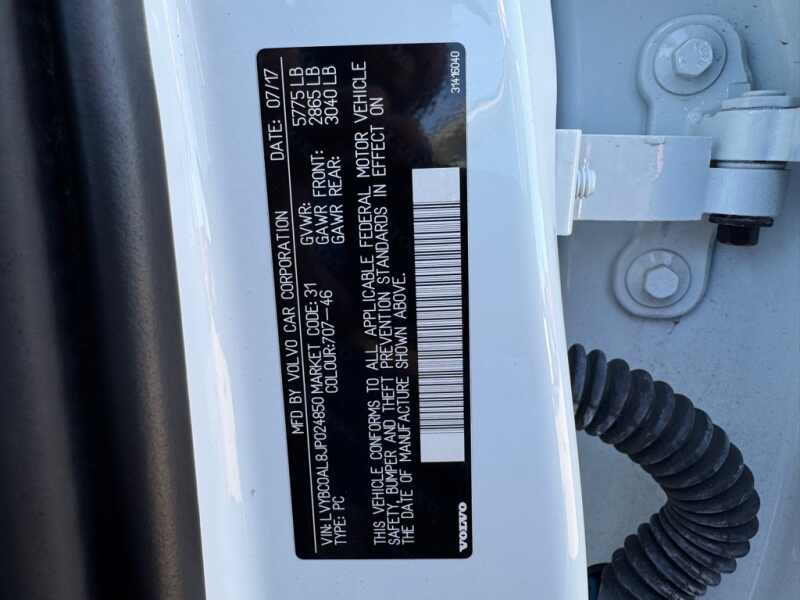 MFD BY VOLVO CAR CORPORATION DATE: 07/17
VIN:LVYBC0AL8JP024850 MARKET CODE: 31 GVWR: 5775 LB
TYPE: PC COLOUR:707-46 GAWR FRONT: 2865 LB
GAWR REAR: 3040 LB
THIS VEHICLE CONFORMS TO ALL APPLICABLE FEDERAL MOTOR VEHICLE
SAFETY, BUMPER AND THEFT PREVENTION STANDARDS IN EFFECT ON
THE DATE OF MANUFACTURE SHOWN ABOVE.
VOLVO 31416040